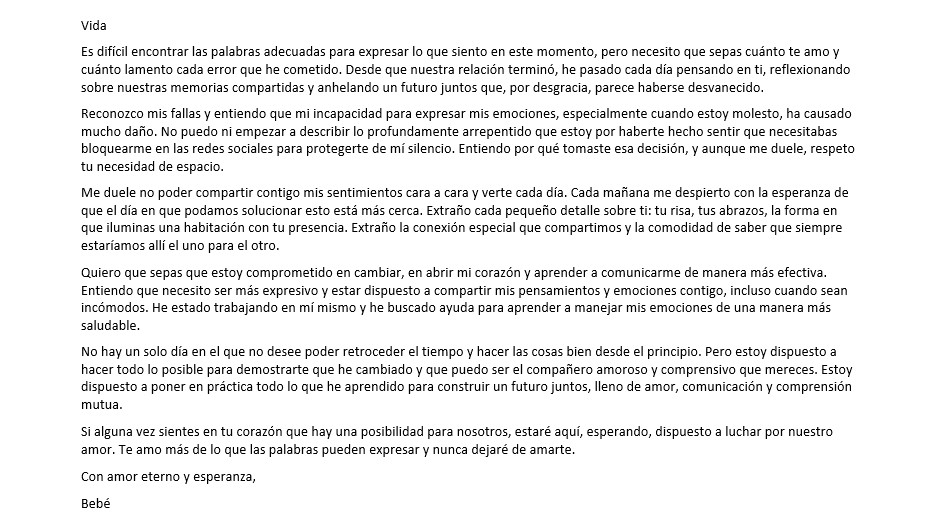 Vida
Es difícil encontrar las palabras adecuadas para expresar lo que siento en este momento, pero necesito que sepas cuánto te amo y
cuánto lamento cada error que he cometido. Desde que nuestra relación terminó, he pasado cada día pensando en ti, reflexionando
sobre nuestras memorias compartidas y anhelando un futuro juntos que, por desgracia, parece haberse desvanecido.
Reconozco mis fallas y entiendo que mi incapacidad para expresar mis emociones, especialmente cuando estoy molesto, ha causado
mucho daño. No puedo ni empezar a describir lo profundamente arrepentido que estoy por haberte hecho sentir que necesitabas
bloquearme en las redes sociales para protegerte de mí silencio. Entiendo por qué tomaste esa decisión, y aunque me duele, respeto
tu necesidad de espacio.
Me duele no poder compartir contigo mis sentimientos cara a cara y verte cada día. Cada mañana me despierto con la esperanza de
que el día en que podamos solucionar esto está más cerca. Extraño cada pequeño detalle sobre ti: tu risa, tus abrazos, la forma en
que iluminas una habitación con tu presencia. Extraño la conexión especial que compartimos y la comodidad de saber que siempre
estaríamos allí el uno para el otro.
Quiero que sepas que estoy comprometido en cambiar, en abrir mi corazón y aprender a comunicarme de manera más efectiva.
Entiendo que necesito ser más expresivo y estar dispuesto a compartir mis pensamientos y emociones contigo, incluso cuando sean
incómodos. He estado trabajando en mí mismo y he buscado ayuda para aprender a manejar mis emociones de una manera más
saludable.
No hay un solo día en el que no desee poder retroceder el tiempo y hacer las cosas bien desde el principio. Pero estoy dispuesto a
hacer todo lo posible para demostrarte que he cambiado y que puedo ser el compañero amoroso y comprensivo que mereces. Estoy
dispuesto a poner en práctica todo lo que he aprendido para construir un futuro juntos, lleno de amor, comunicación y comprensión
mutua.
Si alguna vez sientes en tu corazón que hay una posibilidad para nosotros, estaré aquí, esperando, dispuesto a luchar por nuestro
amor. Te amo más de lo que las palabras pueden expresar y nunca dejaré de amarte.
Con amor eterno y esperanza,
Bebé